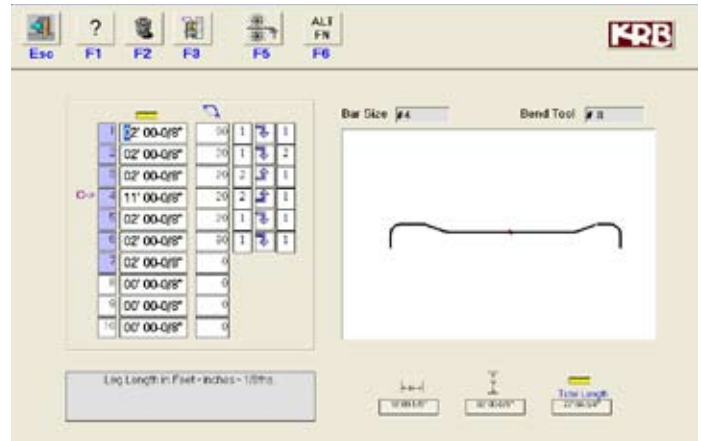 ALT
FN
KRB
Esc F1 F2 F3 F5 F6
Bar Size #4 Bend Tool
1 02' 00-0/8" 90 1 1
2 02' 00-0/8" 20 1 2
3 02' 00-0/8" 20 2 1
C-> 4 11' 00-0/8" 20 2 1
5 02' 00-0/8" 20 1 1
6 02' 00-0/8" 90 1 1
7 02' 00-0/8" 0
8 00' 00-0/8" 0
9 00' 00-0/8" 0
10 00' 00-0/8" 0
Leg Length in Feet - inches - 1/8ths.
Total Length